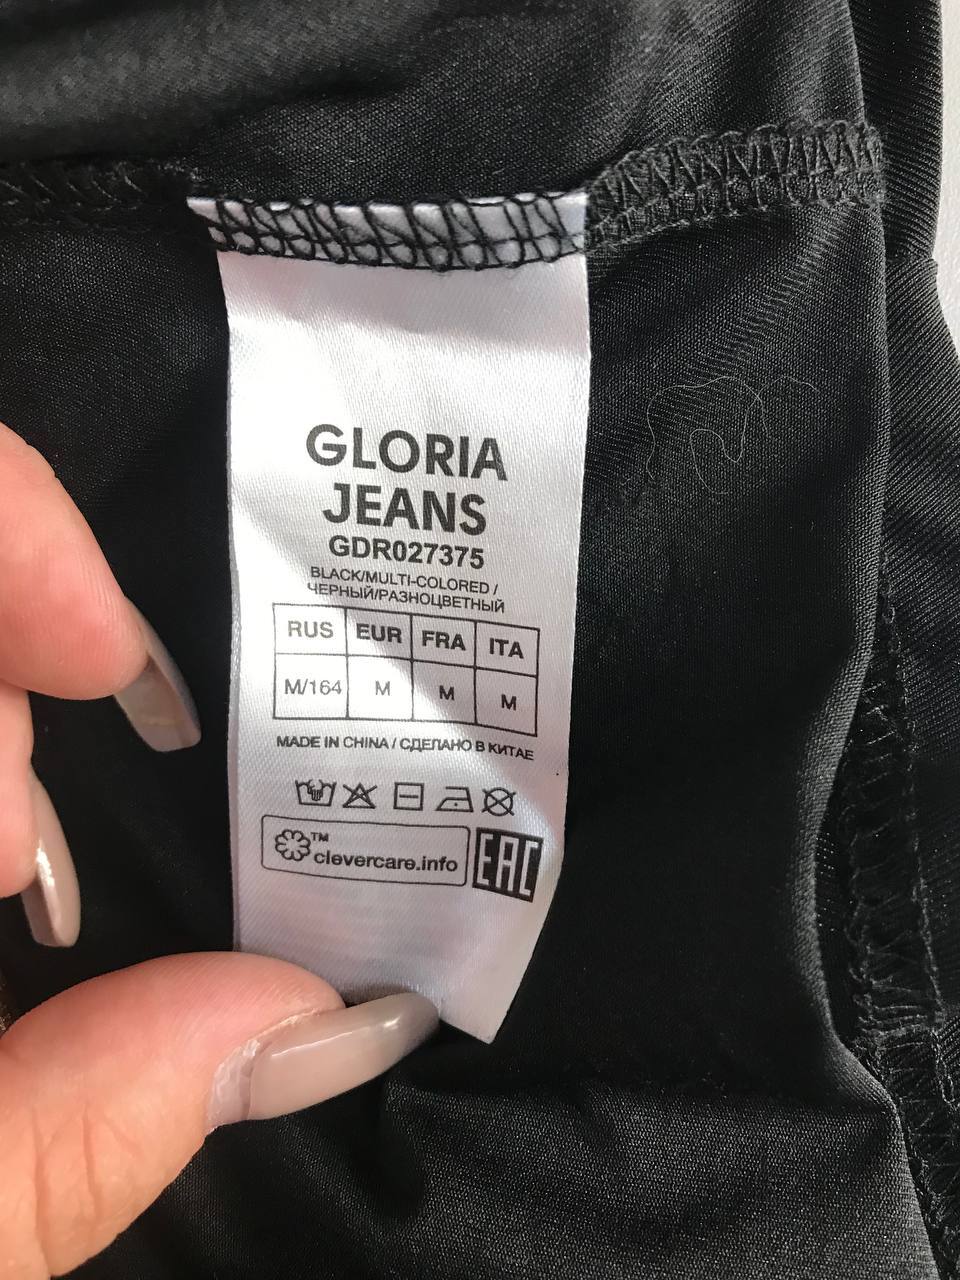 GLORIA
JEANS
GDR027375
BLACK/MULTI-COLORED /
ЧЕРНЫЙ/РАЗНОЦВЕТНЫЙ
RUS EUR FRA ITA
M/164 M M M
MADE IN CHINA / СДЕЛАНО В КИТАЕ
TM
clevercare.info
EAC